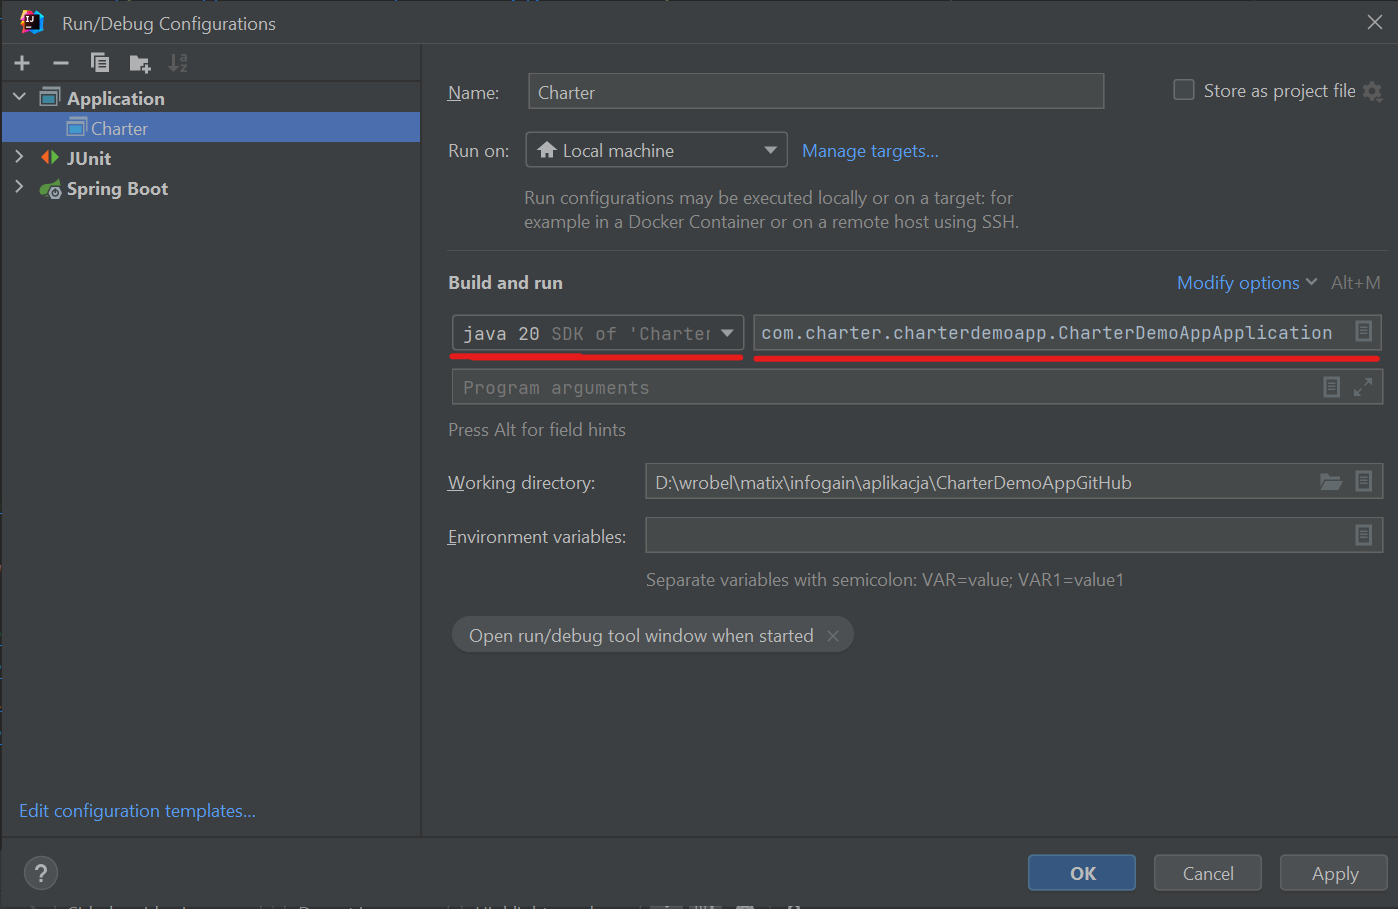 Run/Debug Configurations
Application
Charter
JUnit
Spring Boot
Edit configuration templates...
Name: Charter
Store as project file
Run on: Local machine Manage targets...
Run configurations may be executed locally or on a target: for
example in a Docker Container or on a remote host using SSH.
Build and run Modify options Alt+M
java 20 SDK of 'Charter com.charter.charterdemoapp.CharterDemoAppApplication
Program arguments
Press Alt for field hints
Working directory: D:\wrobel\matix\infogain\aplikacja\CharterDemoAppGitHub
Environment variables:
Separate variables with semicolon: VAR=value; VAR1=value1
Open run/debug tool window when started
? OK Cancel Apply